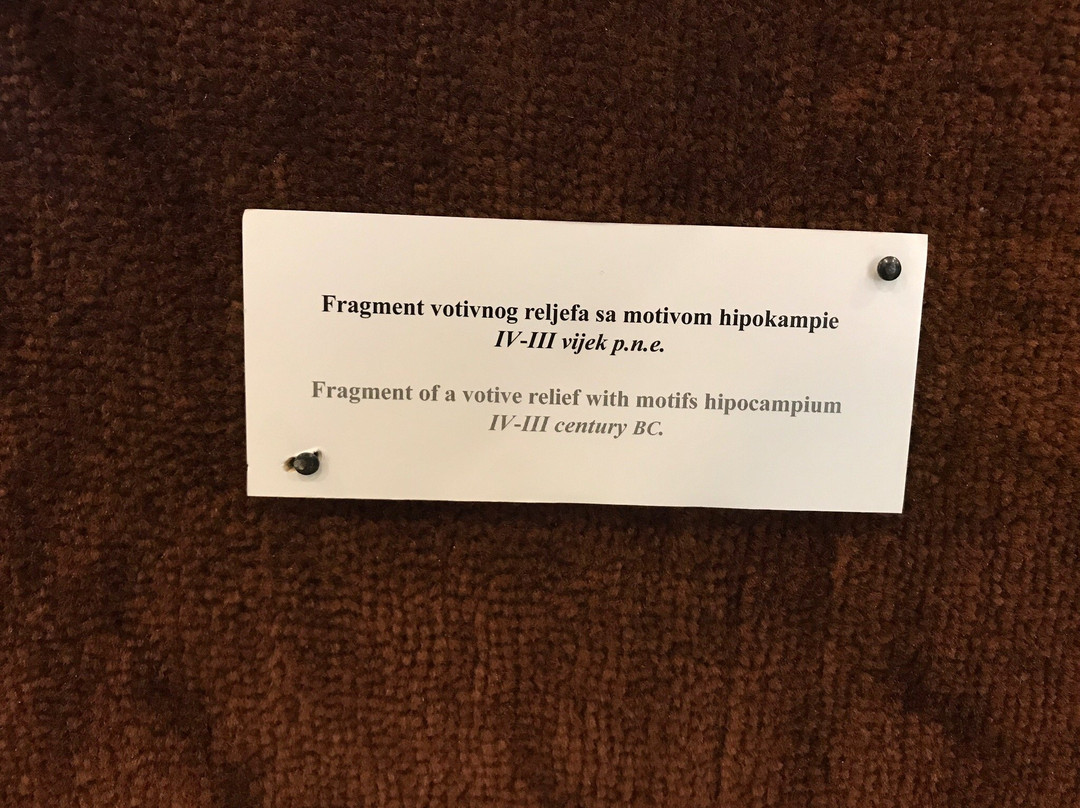 Fragment votivnog reljefa sa motivom hipokampie
IV-III vijek p.n.e.
Fragment of a votive relief with motifs hipocampium
IV-III century BC.